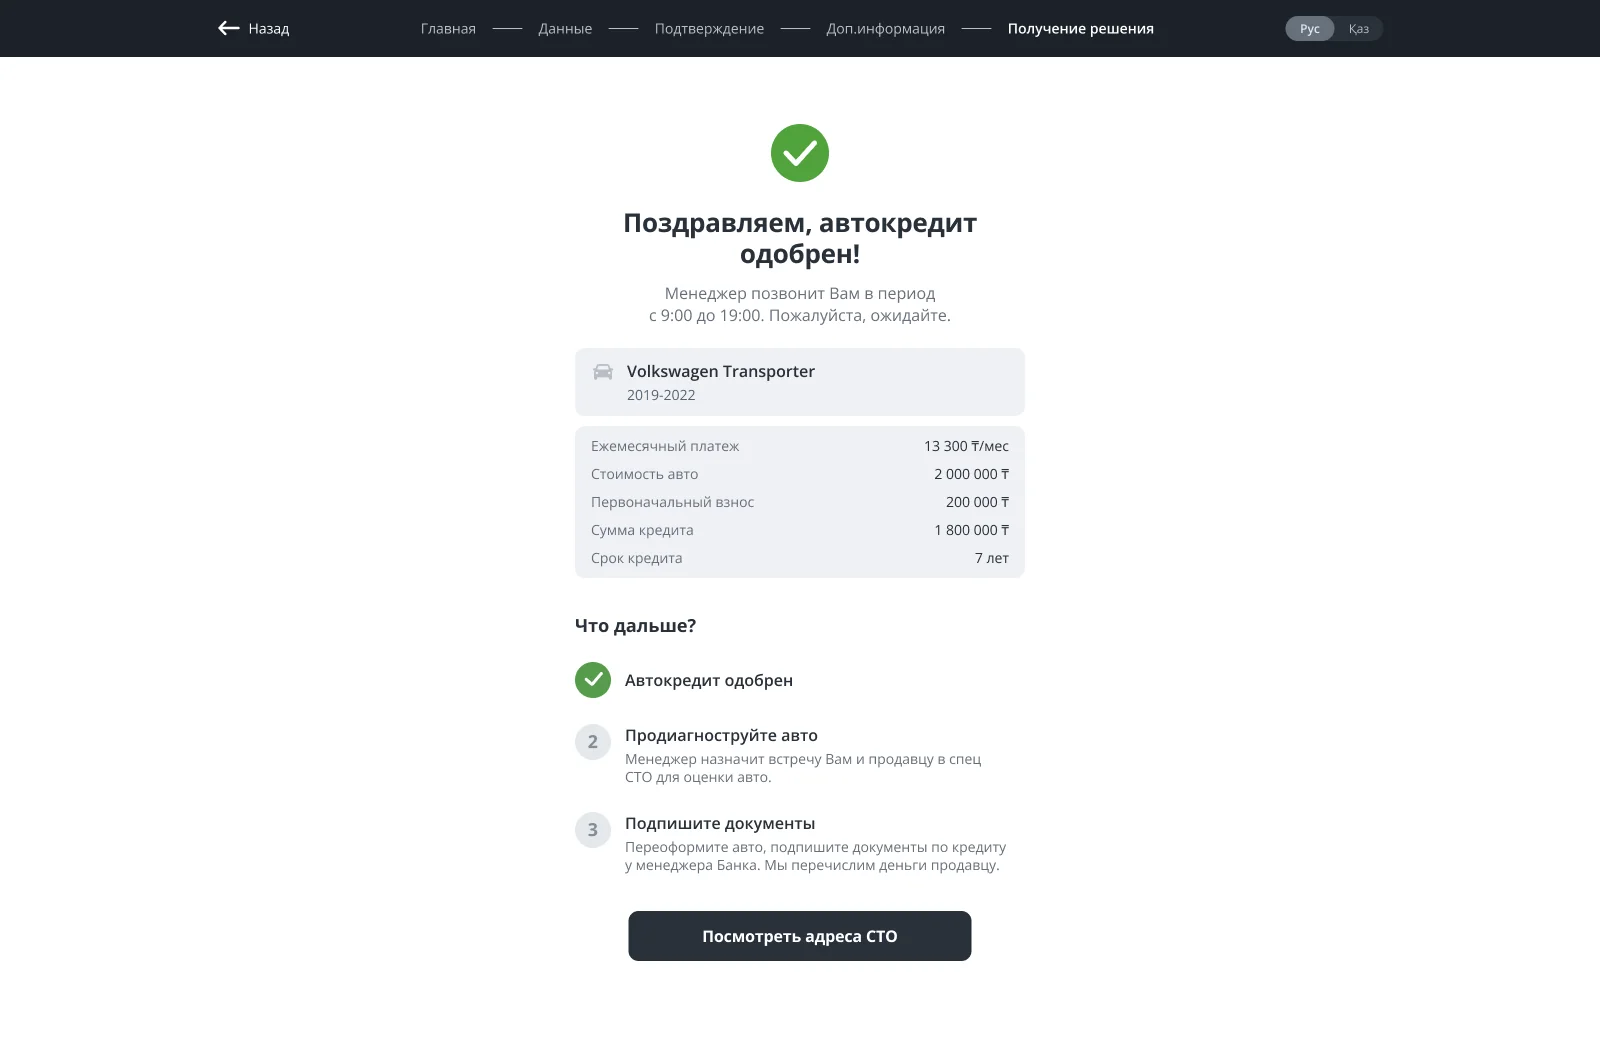 Назад
Главная
Данные
Подтверждение
Доп.информация
Получение решения
Рус
Қаз
Поздравляем, автокредит
одобрен!
Менеджер позвонит Вам в период
с 9:00 до 19:00. Пожалуйста, ожидайте.
Volkswagen Transporter
2019-2022
Ежемесячный платеж 13 300 ₸/мес
Стоимость авто 2 000 000 ₸
Первоначальный взнос 200 000 ₸
Сумма кредита 1 800 000 ₸
Срок кредита 7 лет
Что дальше?
Автокредит одобрен
2 Продиагноструйте авто
Менеджер назначит встречу Вам и продавцу в спец
СТО для оценки авто.
3 Подпишите документы
Переоформите авто, подпишите документы по кредиту
у менеджера Банка. Мы перечислим деньги продавцу.
Посмотреть адреса СТО